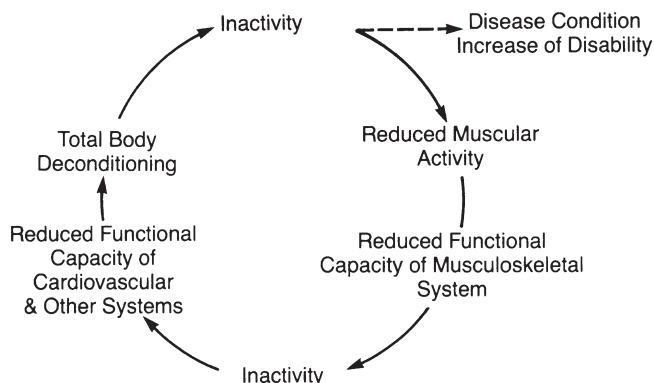 Inactivity
Disease Condition
Increase of Disability
Reduced Muscular
Activity
Reduced Functional
Capacity of Musculoskeletal
System
Inactivity
Reduced Functional
Capacity of
Cardiovascular
& Other Systems
Total Body
Deconditioning